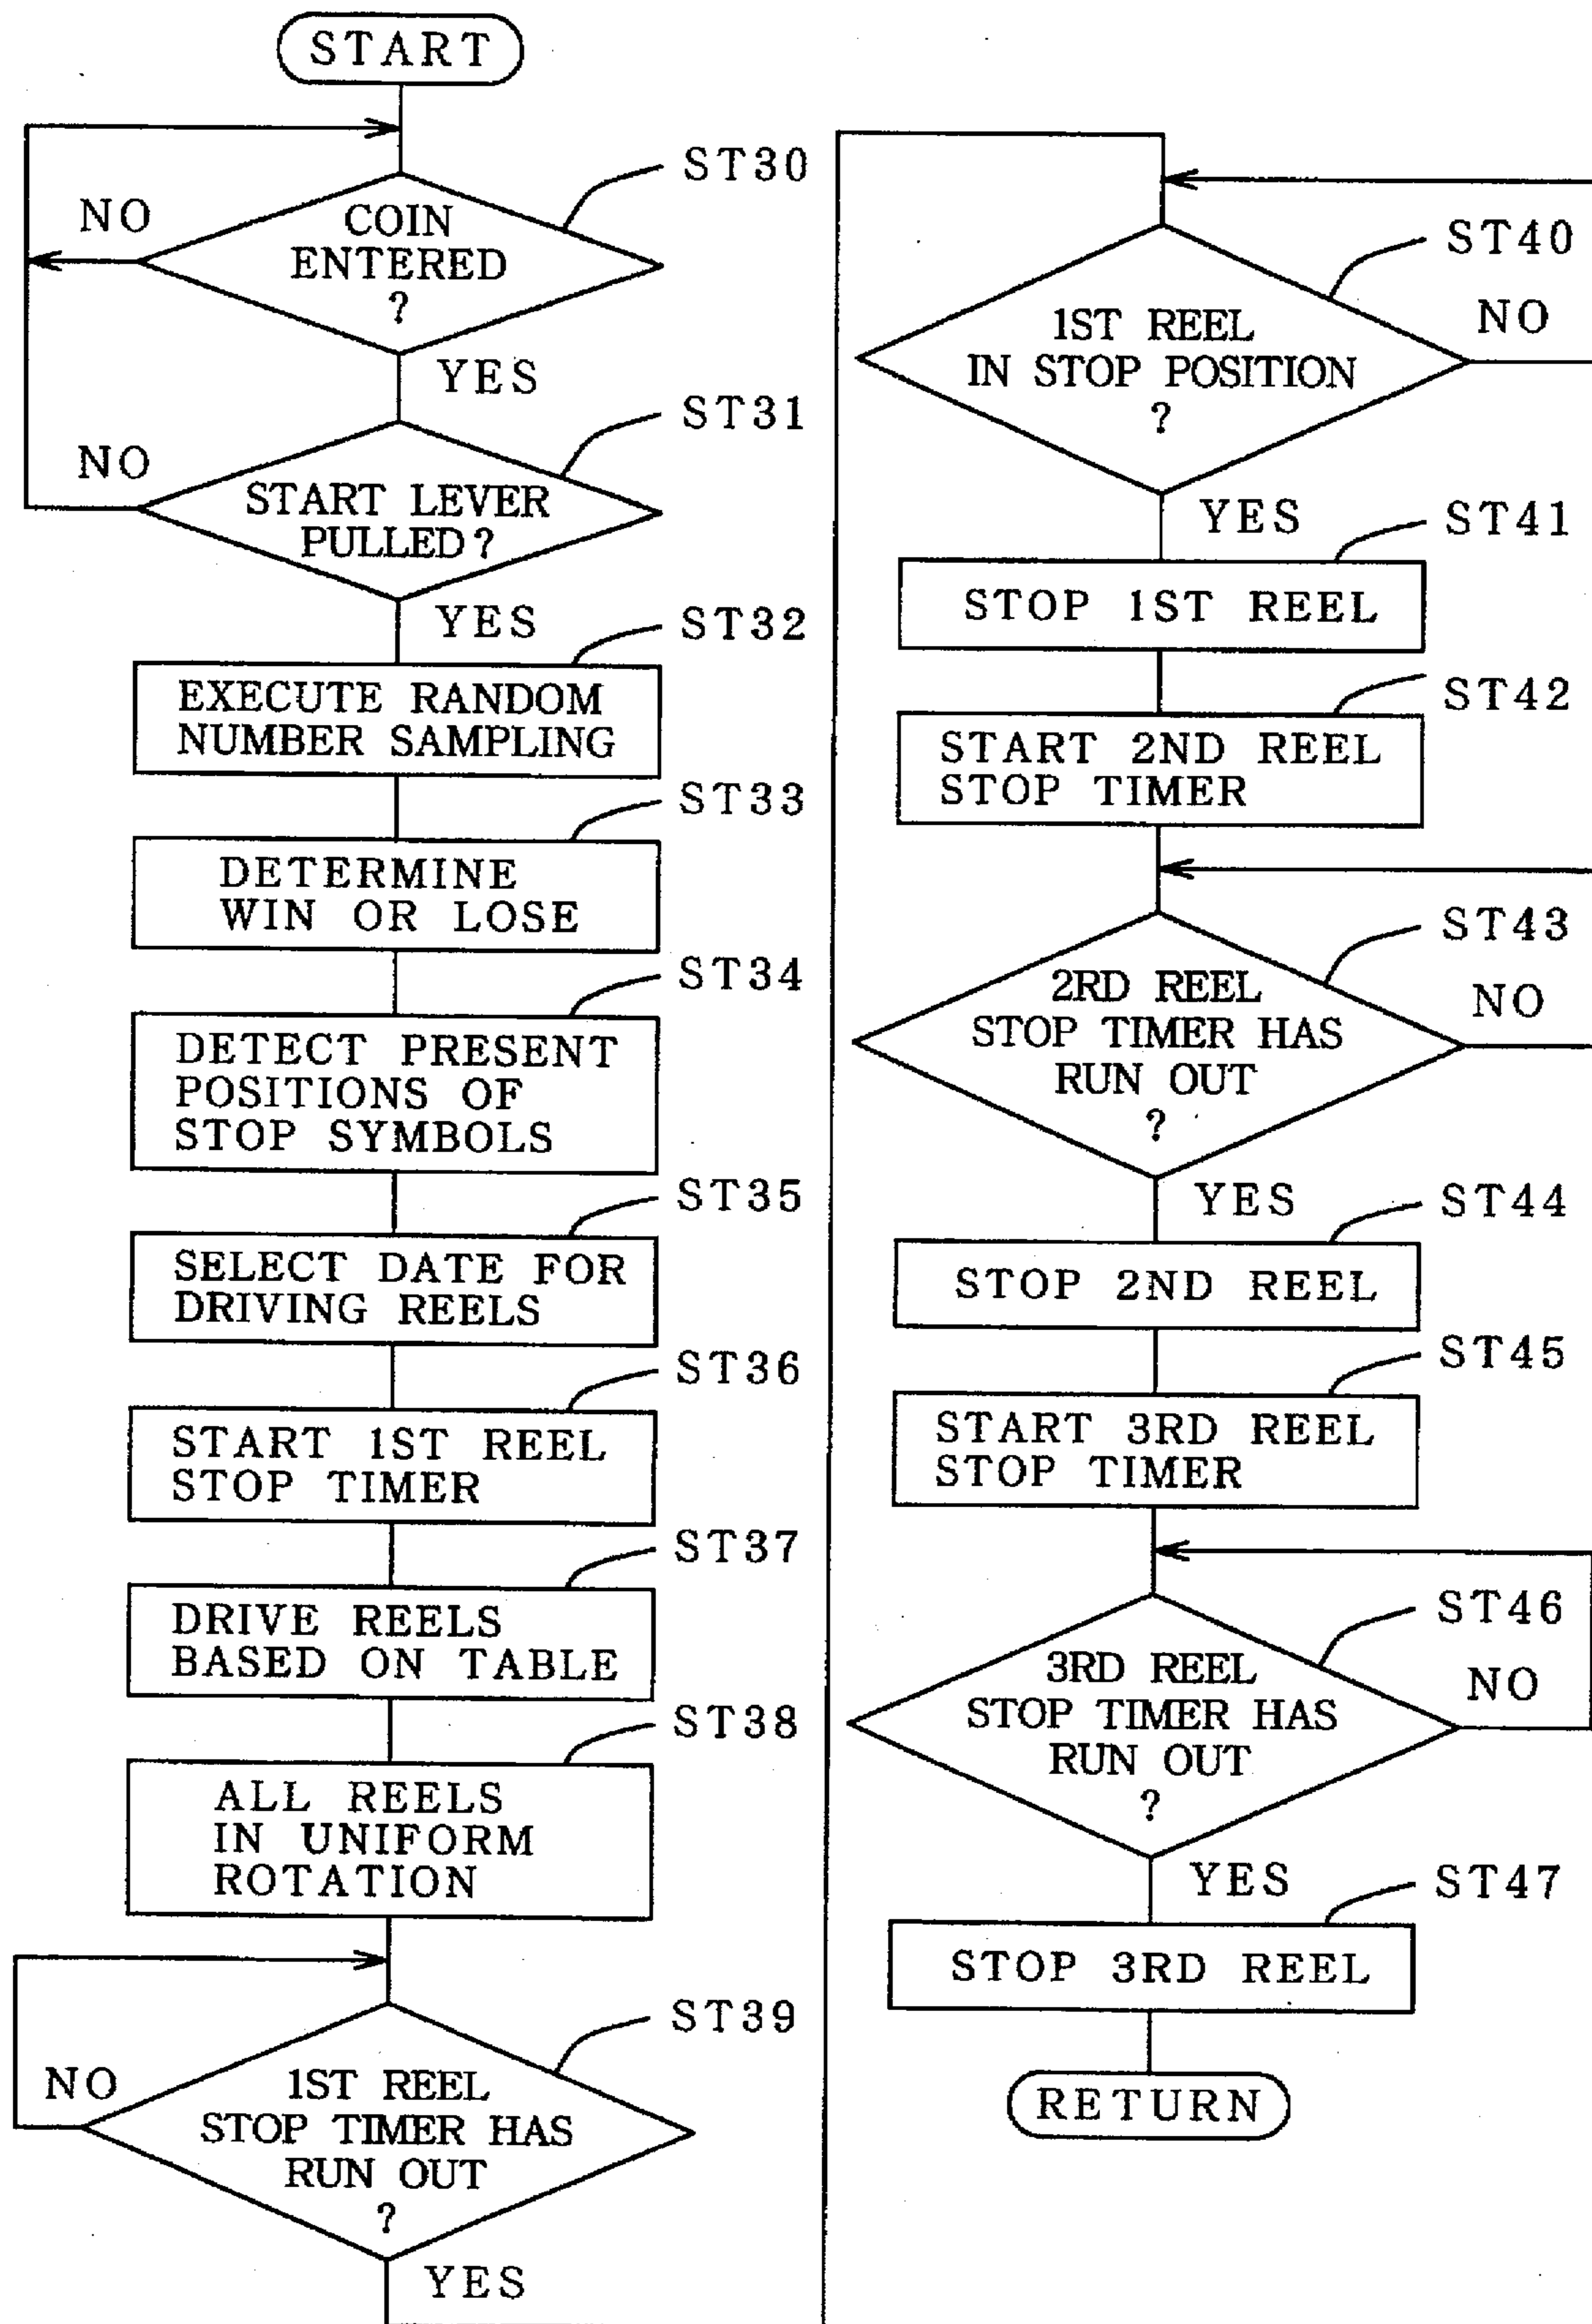 START
ST30
NO
COIN
ENTERED
?
YES
ST31
NO
START LEVER
PULLED?
YES
ST32
EXECUTE RANDOM
NUMBER SAMPLING
ST33
DETERMINE
WIN OR LOSE
ST34
DETECT PRESENT
POSITIONS OF
STOP SYMBOLS
ST35
SELECT DATE FOR
DRIVING REELS
ST36
START 1ST REEL
STOP TIMER
ST37
DRIVE REELS
BASED ON TABLE
ST38
ALL REELS
IN UNIFORM
ROTATION
ST39
NO
1ST REEL
STOP TIMER HAS
RUN OUT
?
YES
ST40
NO
1ST REEL
IN STOP POSITION
?
YES
ST41
STOP 1ST REEL
ST42
START 2ND REEL
STOP TIMER
ST43
NO
2RD REEL
STOP TIMER HAS
RUN OUT
?
YES
ST44
STOP 2ND REEL
ST45
START 3RD REEL
STOP TIMER
ST46
NO
3RD REEL
STOP TIMER HAS
RUN OUT
?
YES
ST47
STOP 3RD REEL
RETURN